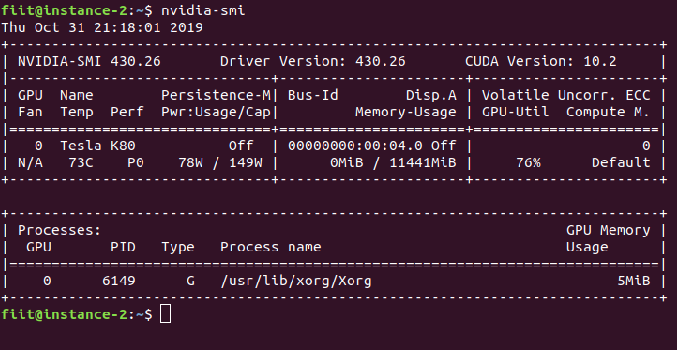 fiit@instance-2:~$ nvidia-smi
Thu Oct 31 21:18:01 2019
+-----------------------------------------------------------------------------+
| NVIDIA-SMI 430.26       Driver Version: 430.26       CUDA Version: 10.2     |
|-------------------------------+----------------------+----------------------+
| GPU  Name        Persistence-M| Bus-Id        Disp.A | Volatile Uncorr. ECC |
| Fan  Temp  Perf  Pwr:Usage/Cap|         Memory-Usage | GPU-Util  Compute M. |
|===============================+======================+======================|
|   0  Tesla K80           Off  | 00000000:00:04.0 Off |                    0 |
| N/A   73C    P0    78W / 149W |      0MiB / 11441MiB |     76%      Default |
+-------------------------------+----------------------+----------------------+

+-----------------------------------------------------------------------------+
| Processes:                                                       GPU Memory |
|  GPU       PID   Type   Process name                             Usage      |
|=============================================================================|
|    0      6149      G   /usr/lib/xorg/Xorg                             5MiB |
+-----------------------------------------------------------------------------+
fiit@instance-2:~$